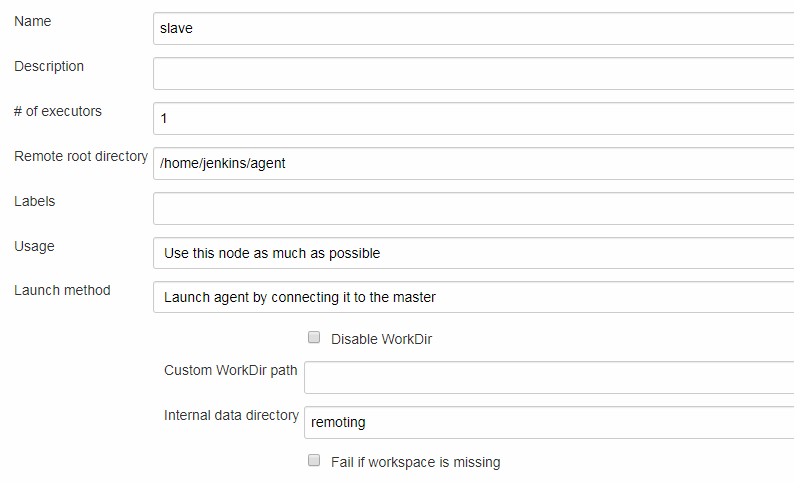 Name slave
Description
# of executors 1
Remote root directory /home/jenkins/agent
Labels
Usage Use this node as much as possible
Launch method Launch agent by connecting it to the master
Disable WorkDir
Custom WorkDir path
Internal data directory remoting
Fail if workspace is missing